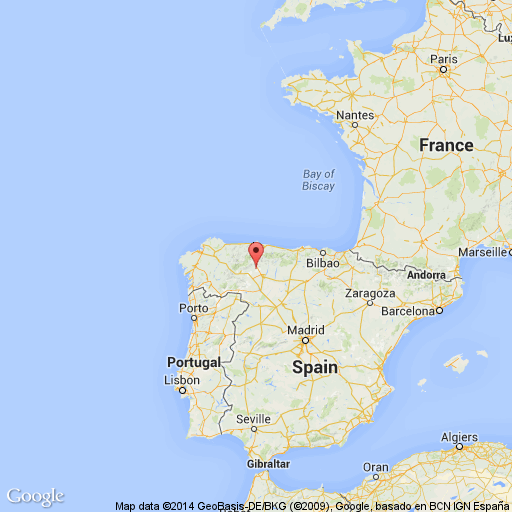 Paris
Lux
Nantes
France
Bay of
Biscay
Bilbao
Marseille
Andorra
Zaragoza
Barcelona
Porto
Madrid
Portugal
Spain
Lisbon
Seville
Algiers
Gibraltar
Oran
Google
Map data ©2014 GeoBasis-DE/BKG (©2009), Google, basado en BCN IGN España